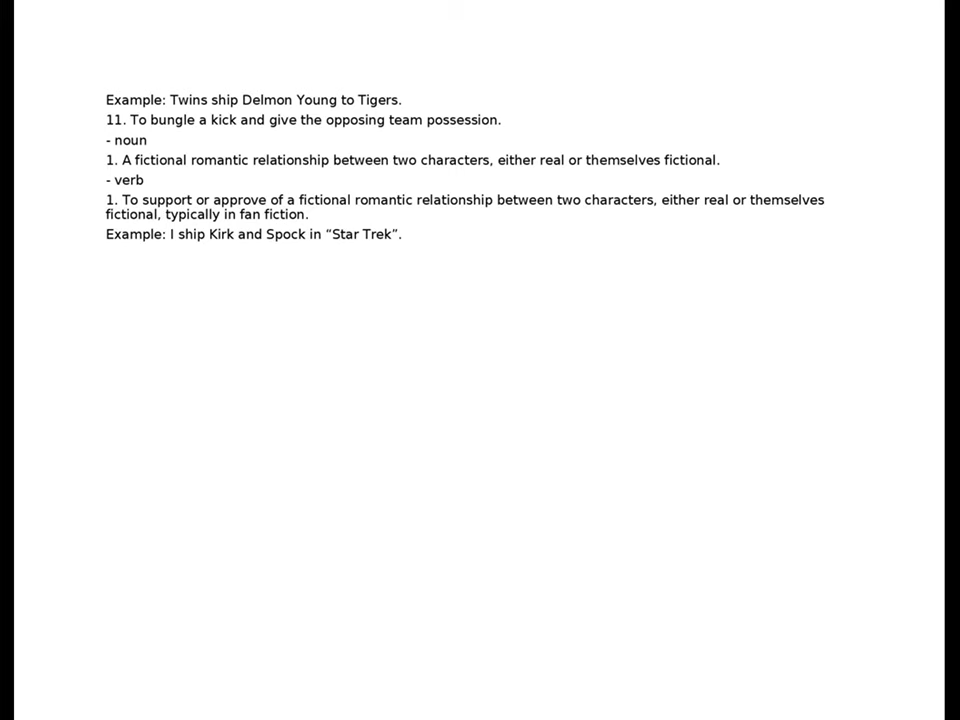 Example: Twins ship Delmon Young to Tigers.
11. To bungle a kick and give the opposing team possession.
- noun
1. A fictional romantic relationship between two characters, either real or themselves fictional.
- verb
1. To support or approve of a fictional romantic relationship between two characters, either real or themselves
fictional, typically in fan fiction.
Example: I ship Kirk and Spock in “Star Trek”.